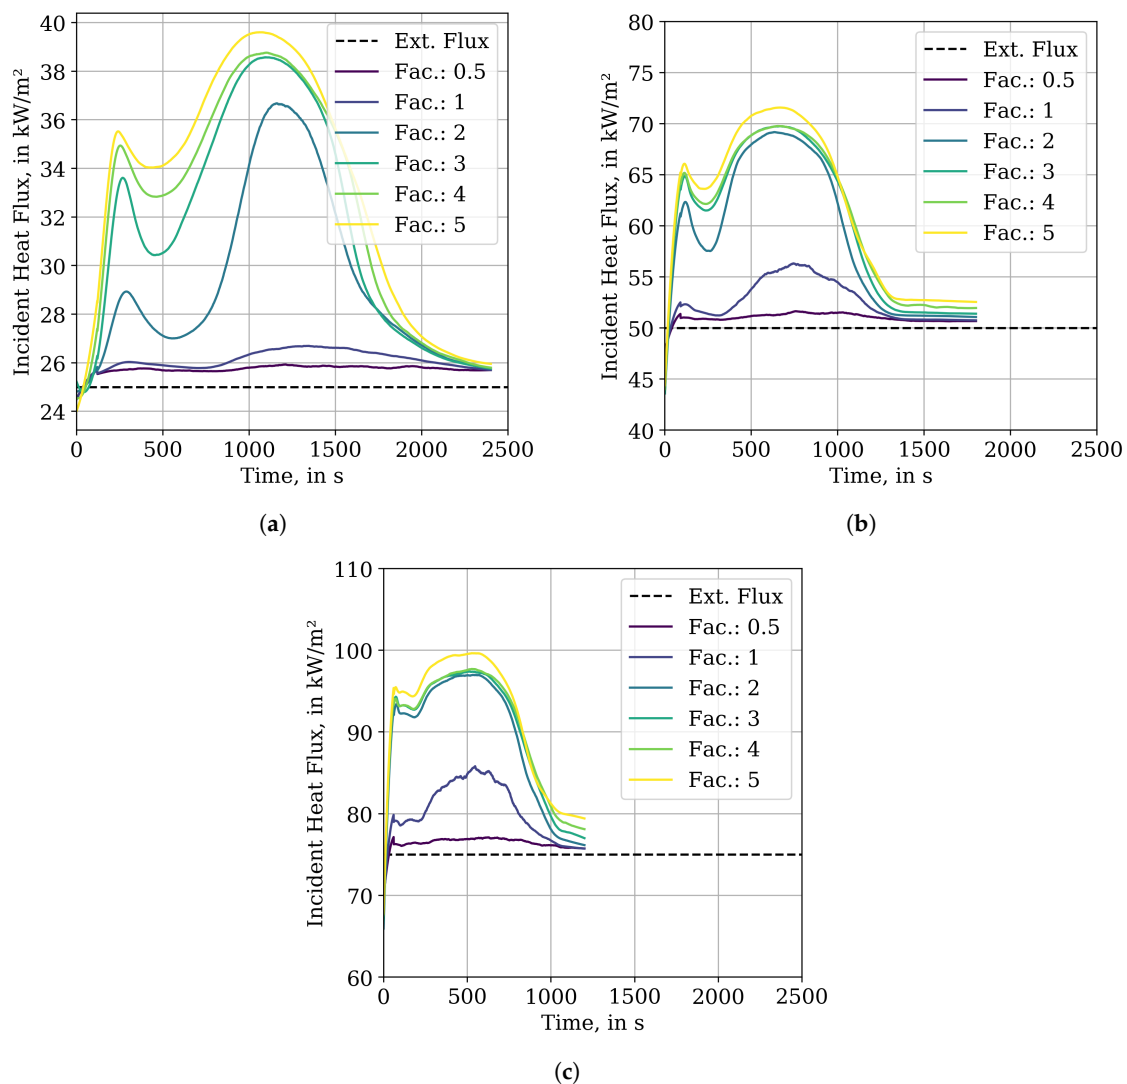 40
38
36
34
32
30
28
26
24
0 500 1000 1500 2000 2500
Incident Heat Flux, in kW/m²
Time, in s
Ext. Flux
Fac.: 0.5
Fac.: 1
Fac.: 2
Fac.: 3
Fac.: 4
Fac.: 5
(a)
80
75
70
65
60
55
50
45
40
0 500 1000 1500 2000 2500
Incident Heat Flux, in kW/m²
Time, in s
Ext. Flux
Fac.: 0.5
Fac.: 1
Fac.: 2
Fac.: 3
Fac.: 4
Fac.: 5
(b)
110
100
90
80
70
60
0 500 1000 1500 2000 2500
Incident Heat Flux, in kW/m²
Time, in s
Ext. Flux
Fac.: 0.5
Fac.: 1
Fac.: 2
Fac.: 3
Fac.: 4
Fac.: 5
(c)